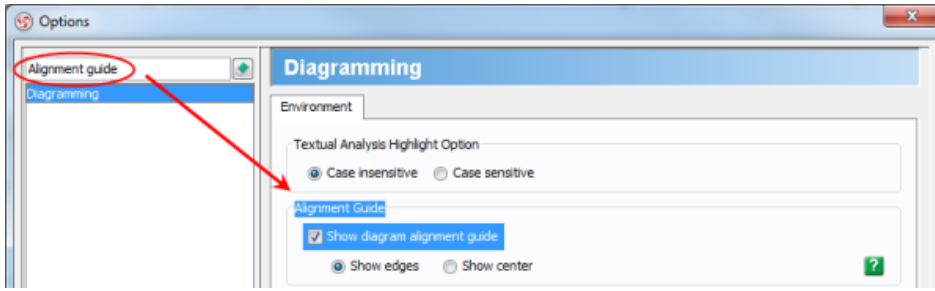 Options
Alignment guide
Diagramming
Diagramming
Environment
Textual Analysis Highlight Option
Case insensitive Case sensitive
Alignment Guide
Show diagram alignment guide
Show edges Show center
?